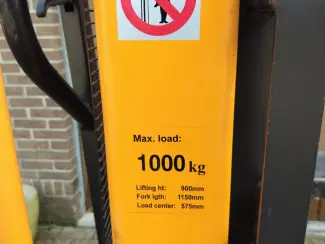 Max. load:
1000 kg
Lifting ht: 900mm
Fork lgth: 1150mm
Load center: 575mm